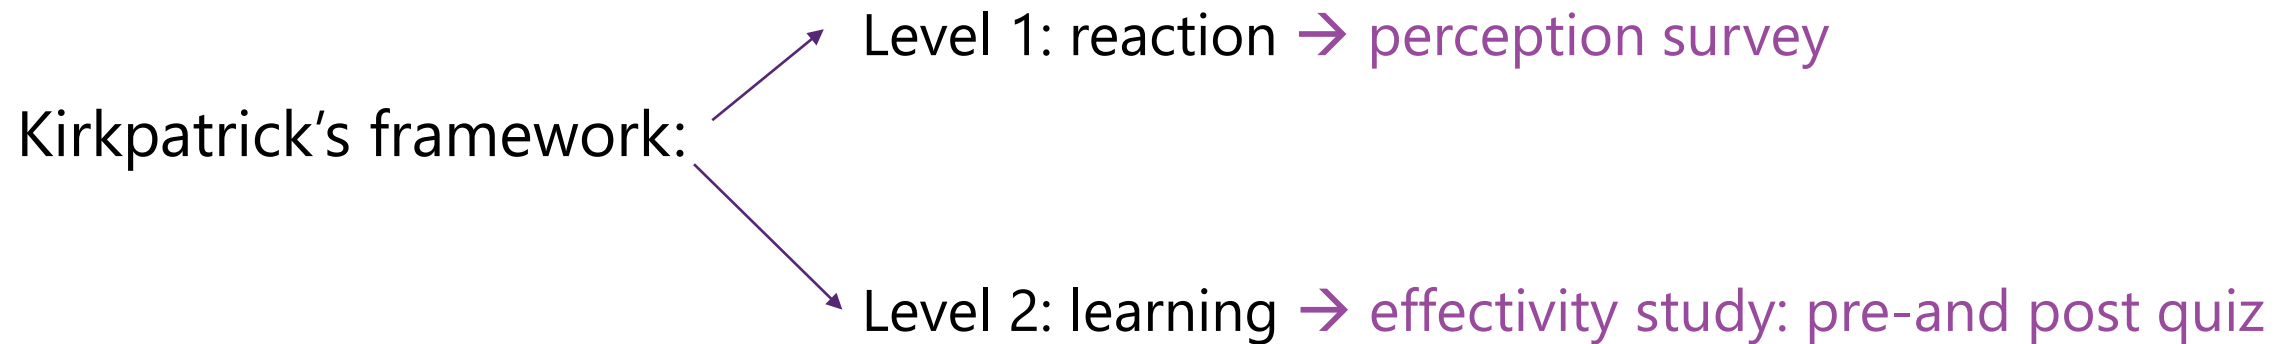 Level 1: reaction → perception survey
Kirkpatrick’s framework:
Level 2: learning → effectivity study: pre-and post quiz